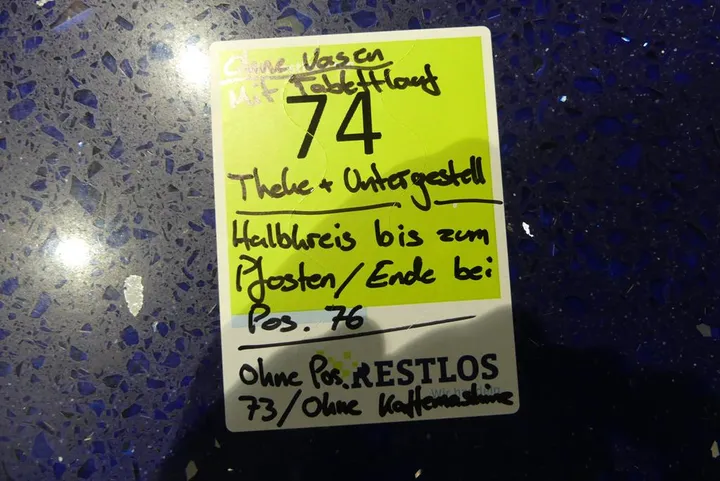 Ohne Vasen
Mit Tablettlauf
74
Theke + Untergestell
Halbkreis bis zum
Pfosten / Ende bei
Pos. 76
Ohne Pos. RESTLOS
73 / Ohne Kaffemashine